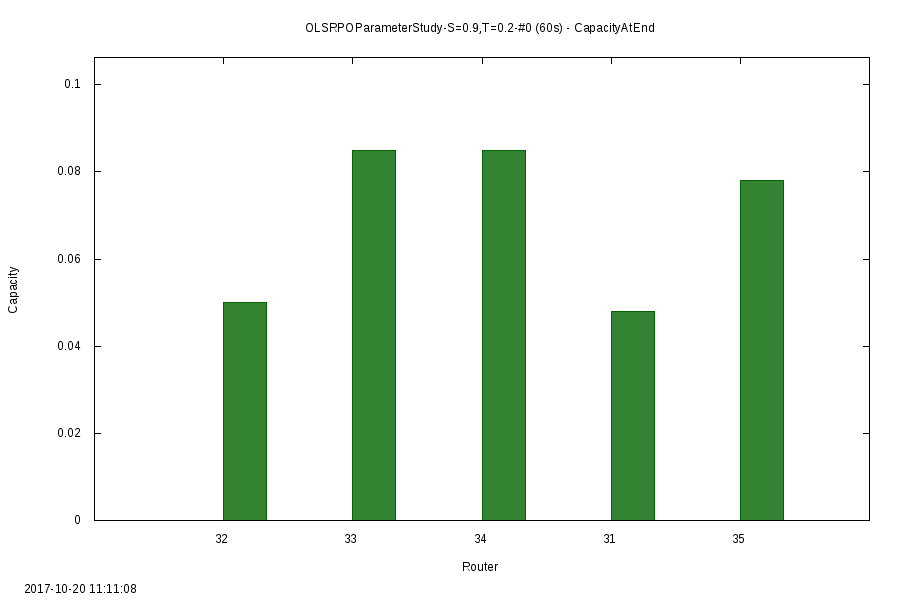 OLSRPOParameterStudy-S=0.9,T=0.2-#0 (60s) - CapacityAtEnd
0.1
0.08
0.06
0.04
0.02
0
Capacity
32 33 34 31 35
Router
2017-10-20 11:11:08